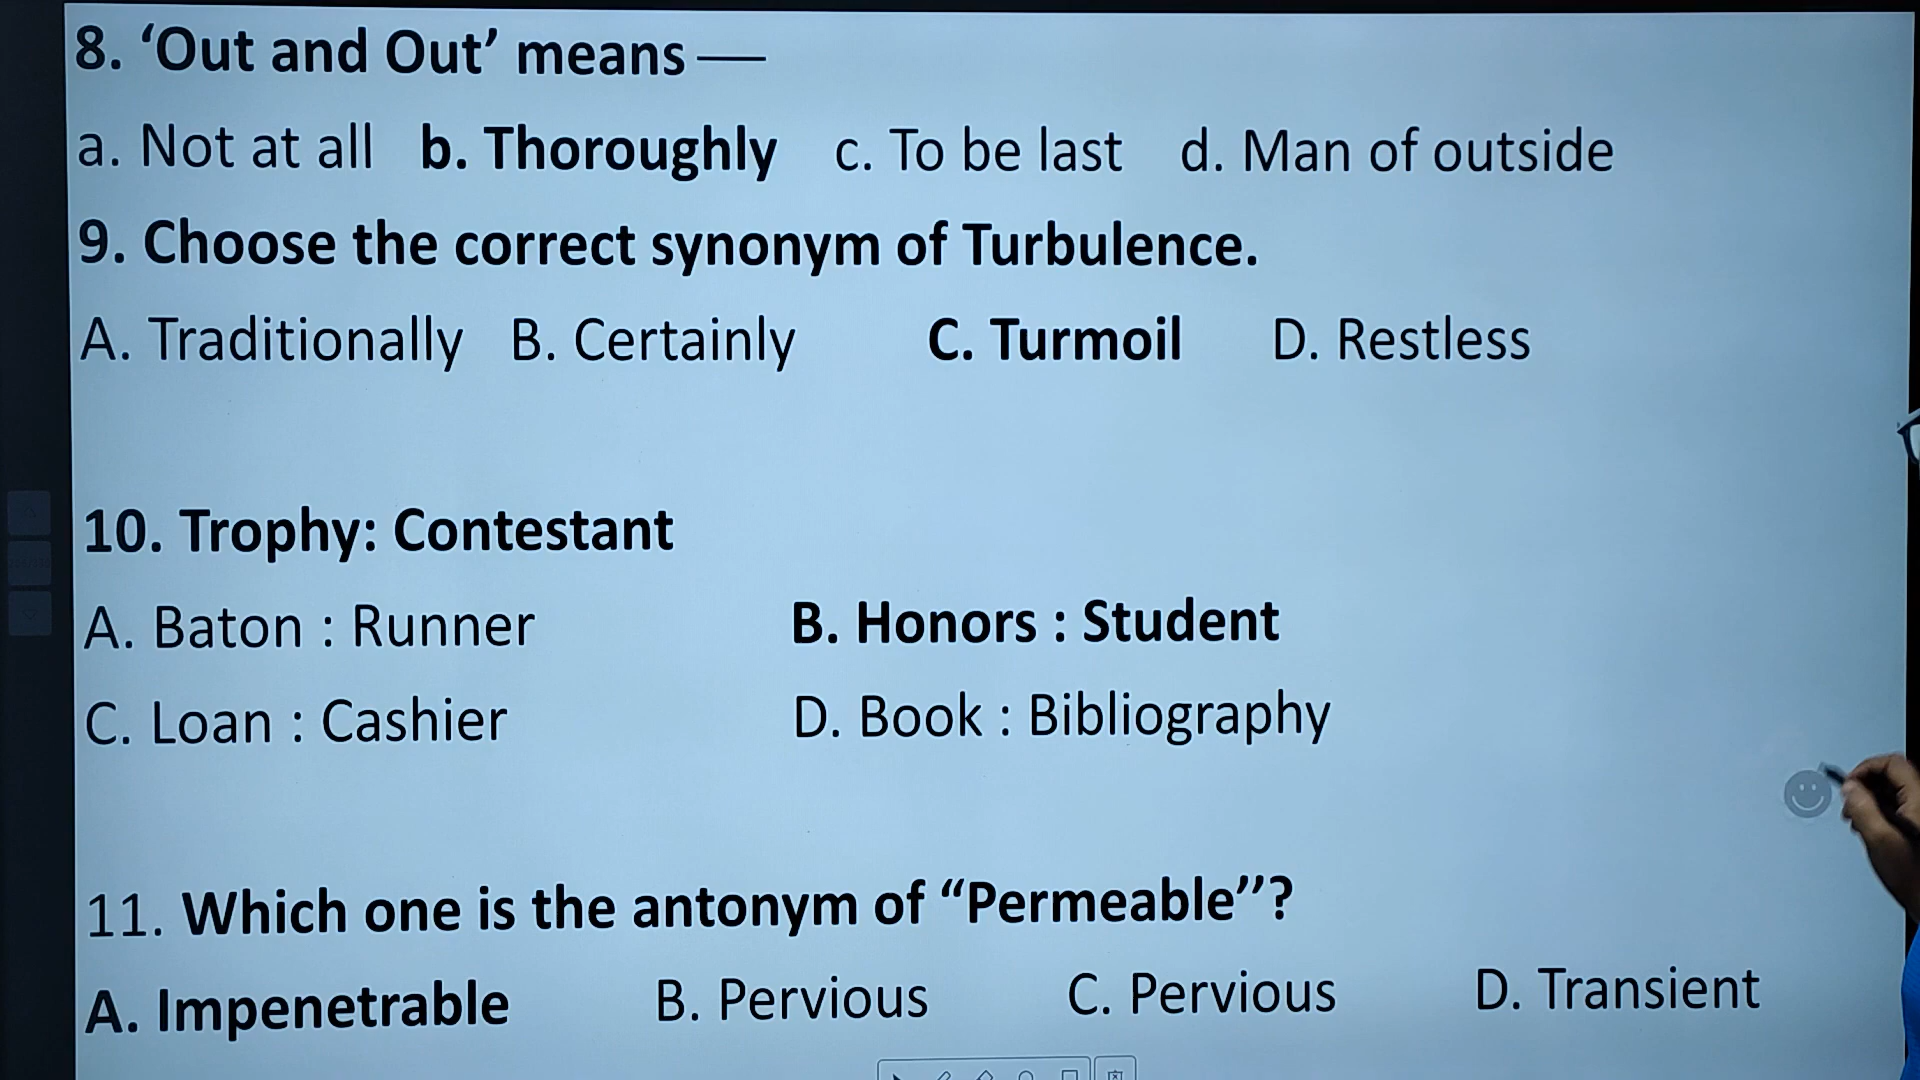 8. ‘Out and Out’ means —
a. Not at all b. Thoroughly c. To be last d. Man of outside
9. Choose the correct synonym of Turbulence.
A. Traditionally B. Certainly C. Turmoil D. Restless
10. Trophy: Contestant
A. Baton : Runner B. Honors : Student
C. Loan : Cashier D. Book : Bibliography
11. Which one is the antonym of “Permeable’’?
A. Impenetrable B. Pervious C. Pervious D. Transient